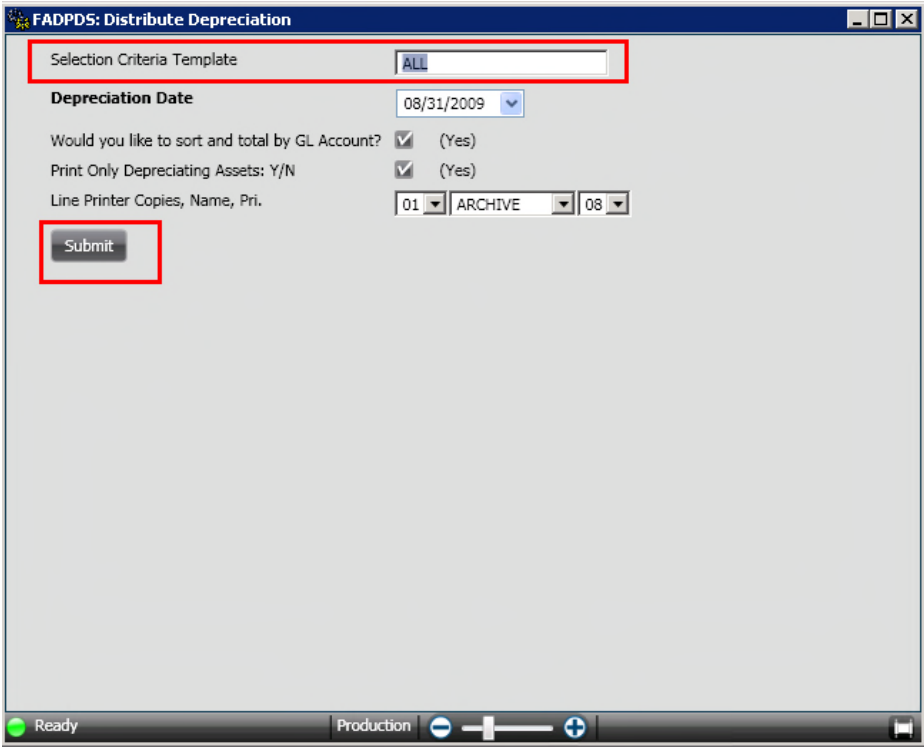 FADPDS: Distribute Depreciation
Selection Criteria Template ALL
Depreciation Date 08/31/2009
Would you like to sort and total by GL Account? (Yes)
Print Only Depreciating Assets: Y/N (Yes)
Line Printer Copies, Name, Pri. 01 ARCHIVE 08
Submit
Ready Production